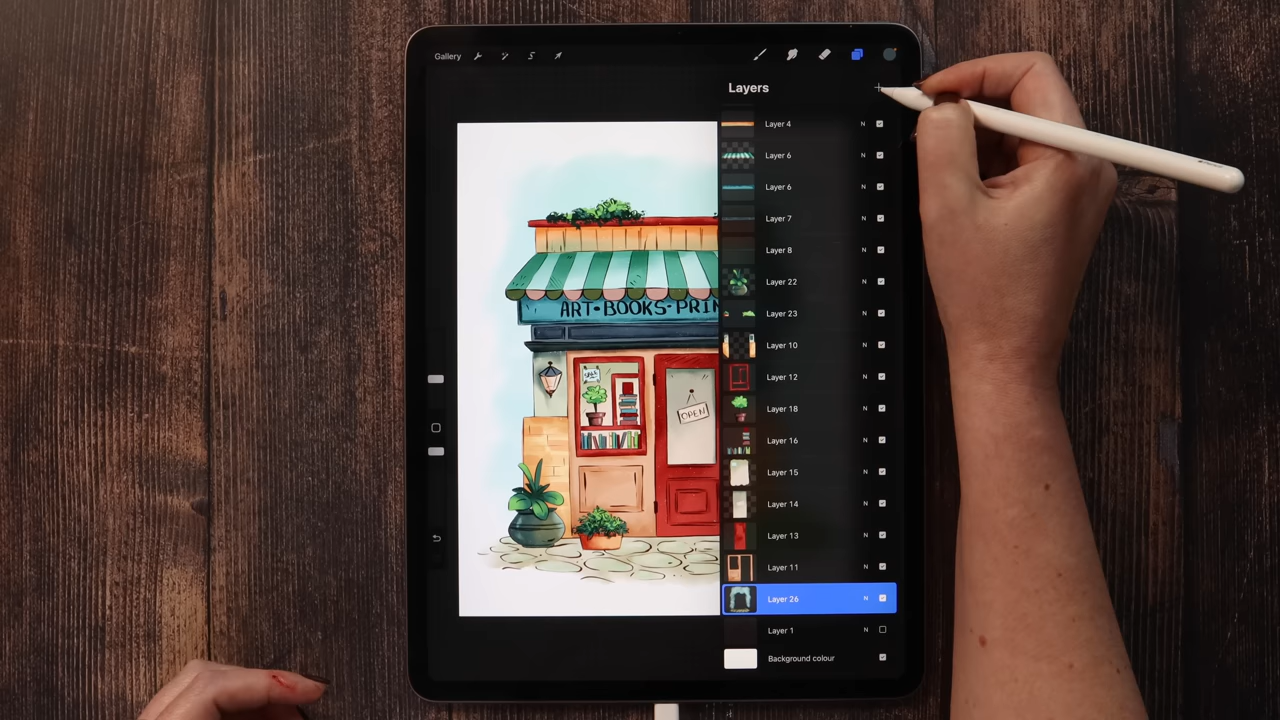 Gallery
Layers
Layer 4 N
Layer 6 N
Layer 6 N
Layer 7 N
Layer 8 N
Layer 22 N
Layer 23 N
Layer 10 N
Layer 12 N
Layer 18 N
Layer 16 N
Layer 15 N
Layer 14 N
Layer 13 N
Layer 11 N
Layer 26 N
Layer 1 N
Background colour
ART•BOOKS•PRIN
SALE
OPEN